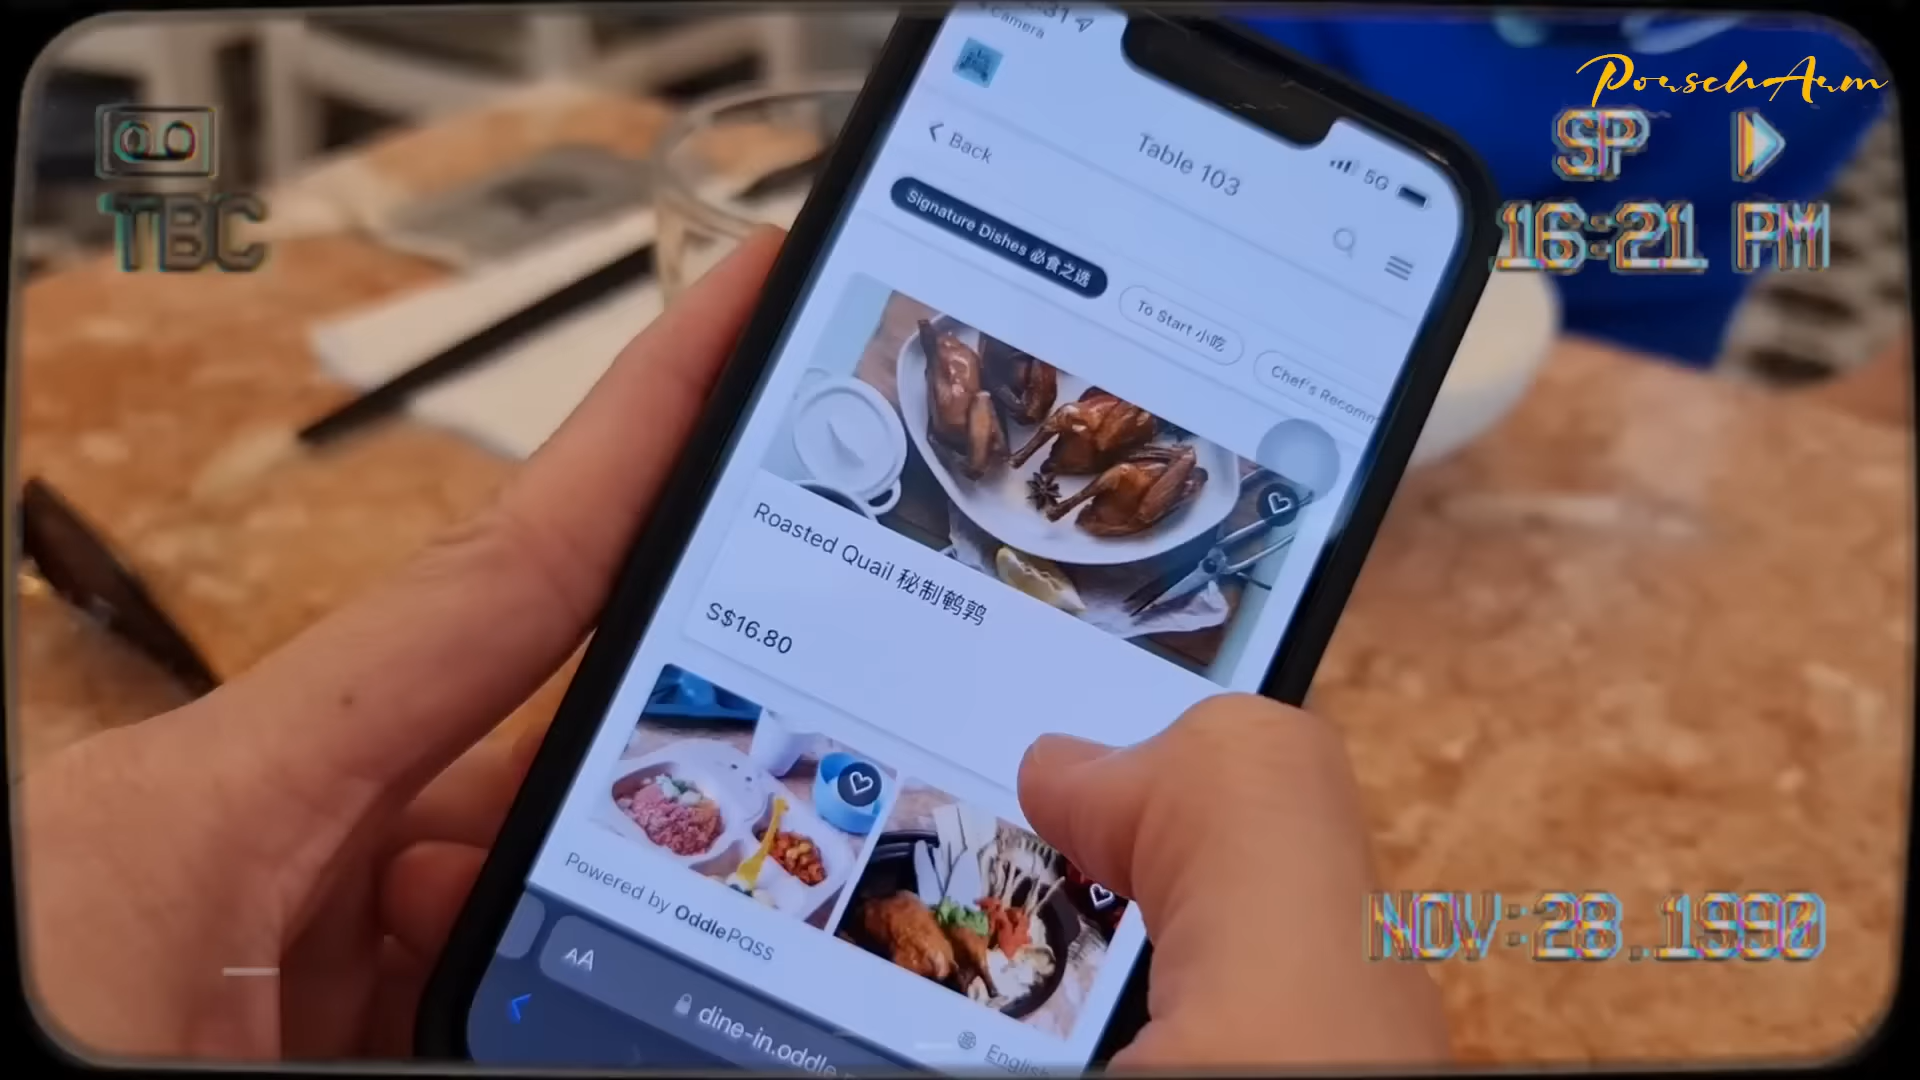 PorschArm
SP
TBC
16:21 PM
Camera
Back
Table 103
5G
Signature Dishes 必食之选
To Start 小吃
Chef's Recomm
Roasted Quail 秘制鹌鹑
S$16.80
Powered by OddlePass
AA
dine-in.oddle.
English
NOV:28.1990